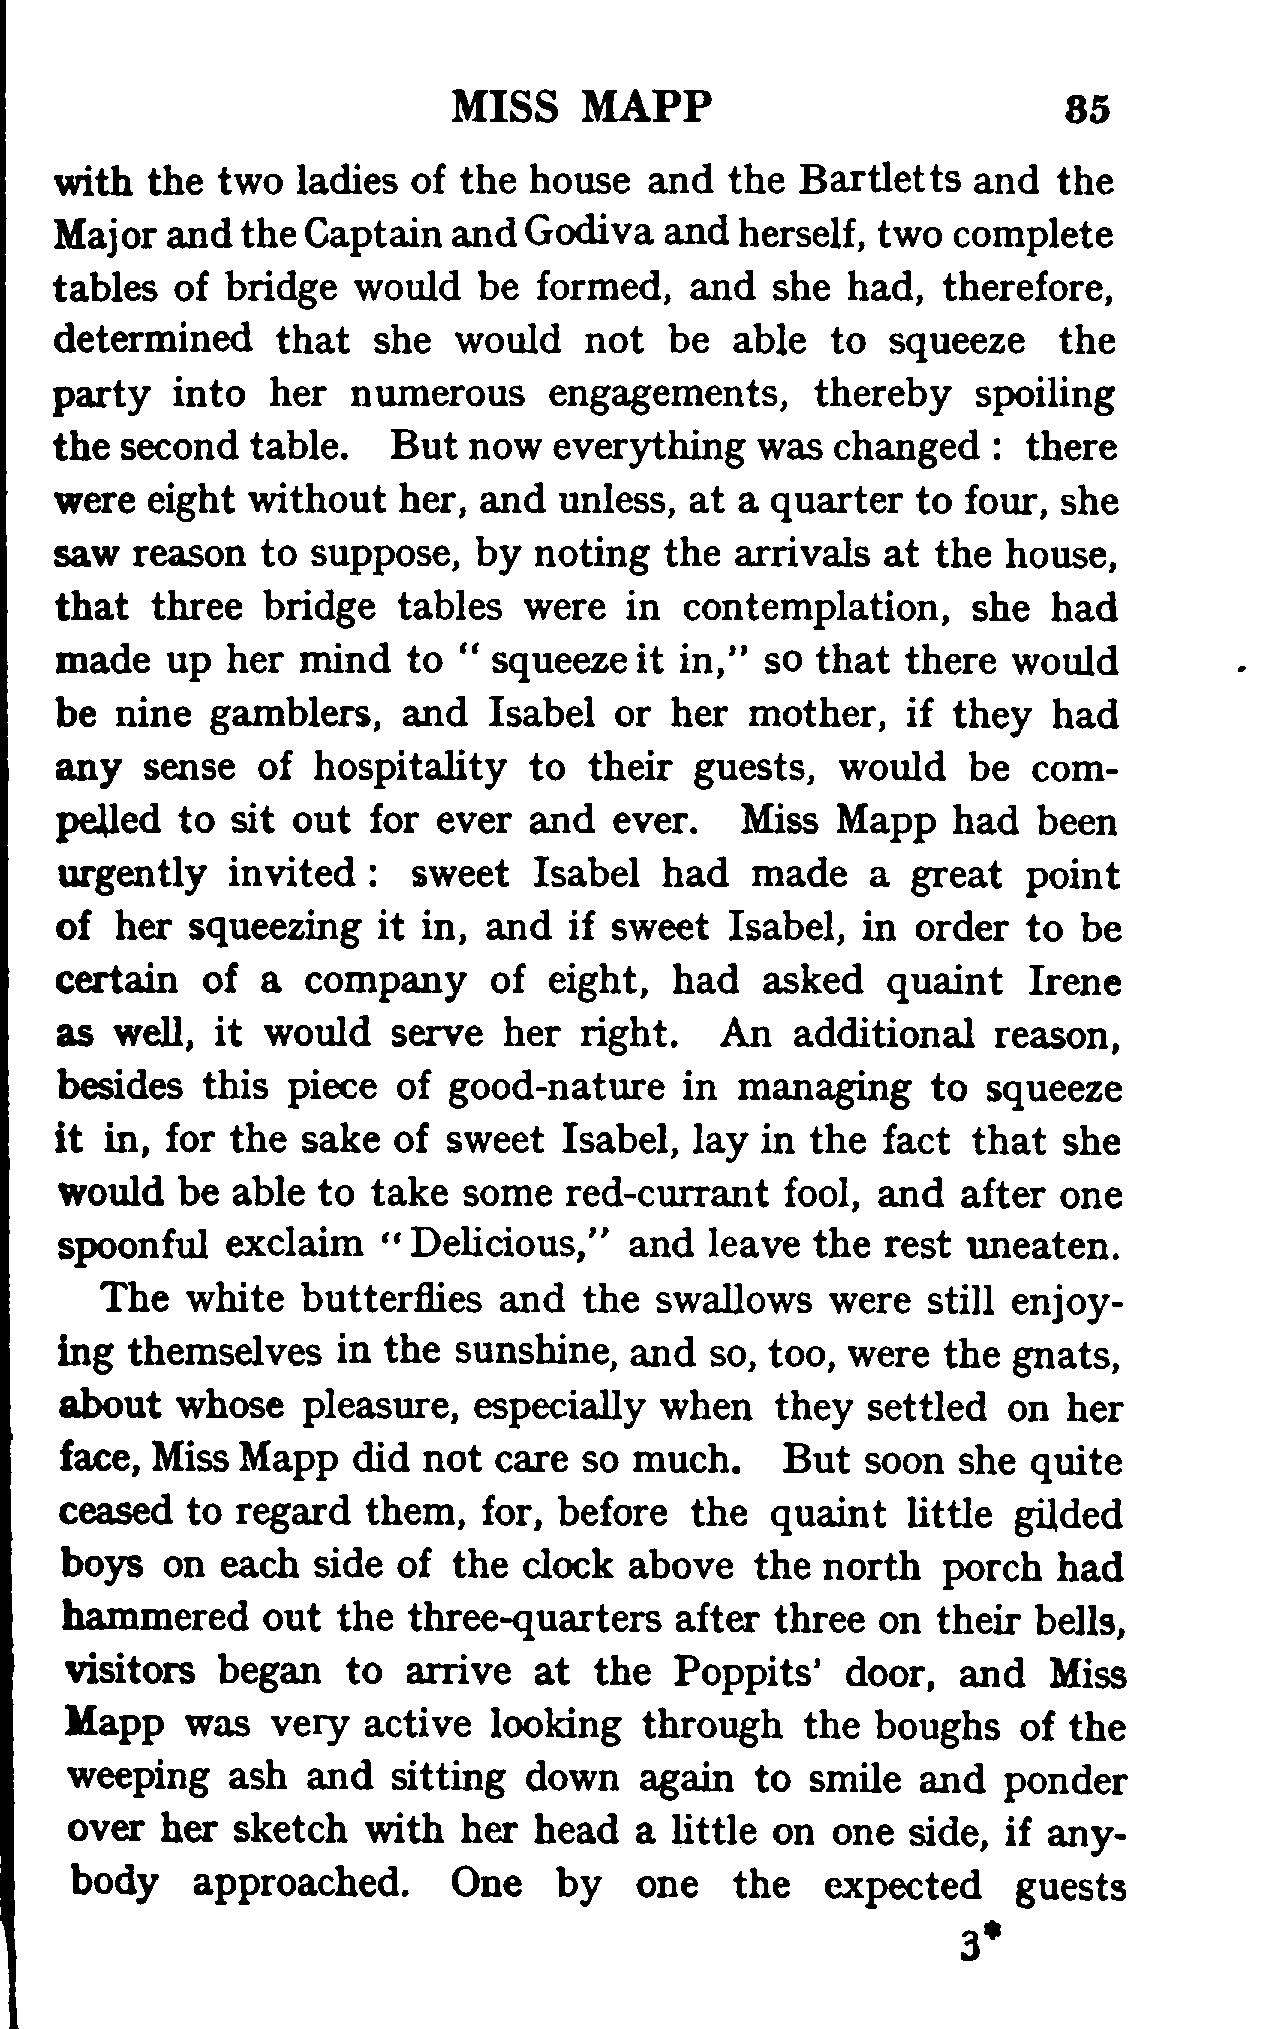 MISS MAPP 85
with the two ladies of the house and the Bartletts and the
Major and the Captain and Godiva and herself, two complete
tables of bridge would be formed, and she had, therefore,
determined that she would not be able to squeeze the
party into her numerous engagements, thereby spoiling
the second table. But now everything was changed : there
were eight without her, and unless, at a quarter to four, she
saw reason to suppose, by noting the arrivals at the house,
that three bridge tables were in contemplation, she had
made up her mind to " squeeze it in," so that there would
be nine gamblers, and Isabel or her mother, if they had
any sense of hospitality to their guests, would be com-
pelled to sit out for ever and ever. Miss Mapp had been
urgently invited : sweet Isabel had made a great point
of her squeezing it in, and if sweet Isabel, in order to be
certain of a company of eight, had asked quaint Irene
as well, it would serve her right. An additional reason,
besides this piece of good-nature in managing to squeeze
it in, for the sake of sweet Isabel, lay in the fact that she
would be able to take some red-currant fool, and after one
spoonful exclaim " Delicious," and leave the rest uneaten.
The white butterflies and the swallows were still enjoy-
ing themselves in the sunshine, and so, too, were the gnats,
about whose pleasure, especially when they settled on her
face, Miss Mapp did not care so much. But soon she quite
ceased to regard them, for, before the quaint little gilded
boys on each side of the clock above the north porch had
hammered out the three-quarters after three on their bells,
visitors began to arrive at the Poppits' door, and Miss
Mapp was very active looking through the boughs of the
weeping ash and sitting down again to smile and ponder
over her sketch with her head a little on one side, if any-
body approached. One by one the expected guests
3*